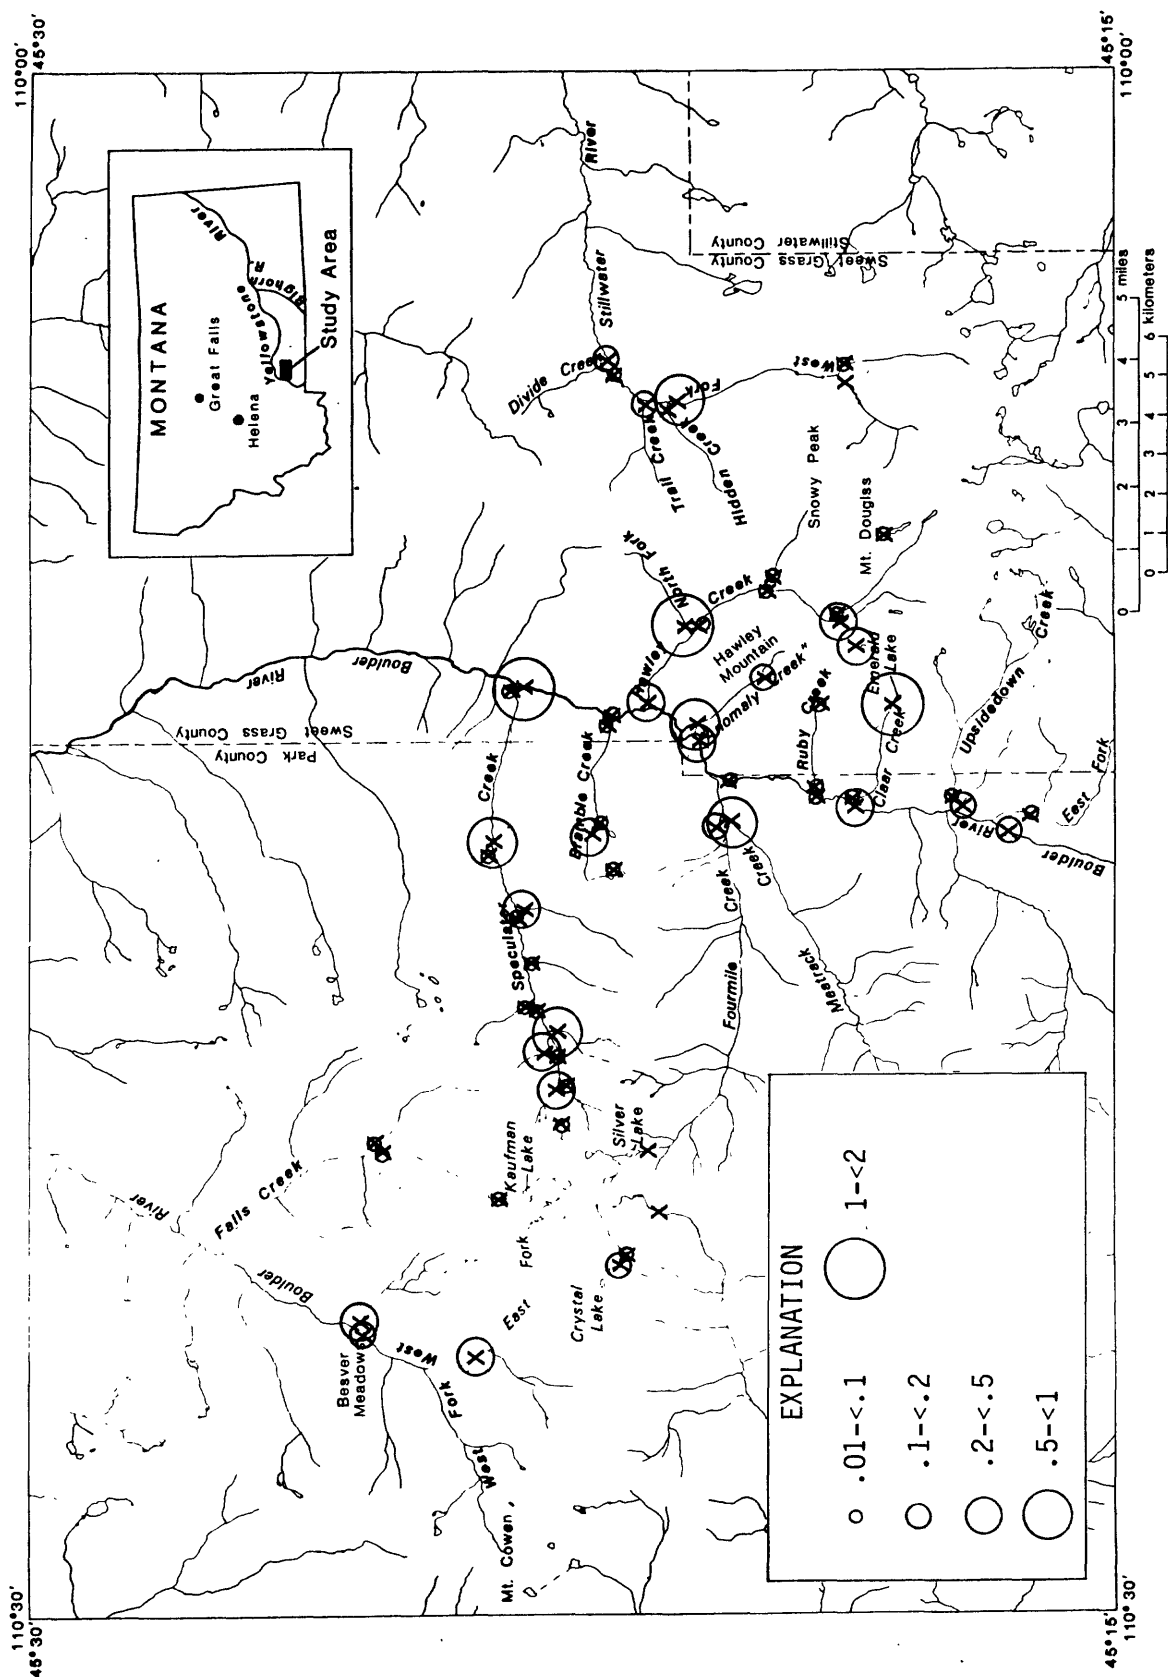 110°30'
45°30'
110°00'
45°30'
MONTANA
Great Falls
Helena
Yellowstone
River
Bighorn
R.
Study Area
River
Falls Creek
Boulder
Besver
Meadows
West
Fork
West
Mt. Cowen
East
Fork
Kaufman
Lake
Crystal
Lake
Silver
Lake
Speculator
Creek
Park County
Sweet Grass County
River
Boulder
Bramble Creek
Hawley
North Fork
Creek
Hawley
Mountain
Anomaly Creek"
Fourmile
Creek
Meatrack
Creek
Ruby
Creek
Emerald
Lake
Claar
Creek
Upsidedown
Creek
River
Boulder
East
Fork
Snowy Peak
Mt. Douglss
Divide
Creek
Stillwater
River
Trail Creek
Hidden Creek
Fork
West
Sweet Grass County
Stillwater County
EXPLANATION
.01-<.1
.1-<.2
.2-<.5
.5-<1
1-<2
0 1 2 3 4 5 miles
0 1 2 3 4 5 6 kilometers
45°15'
110°30'
45°15'
110°00'